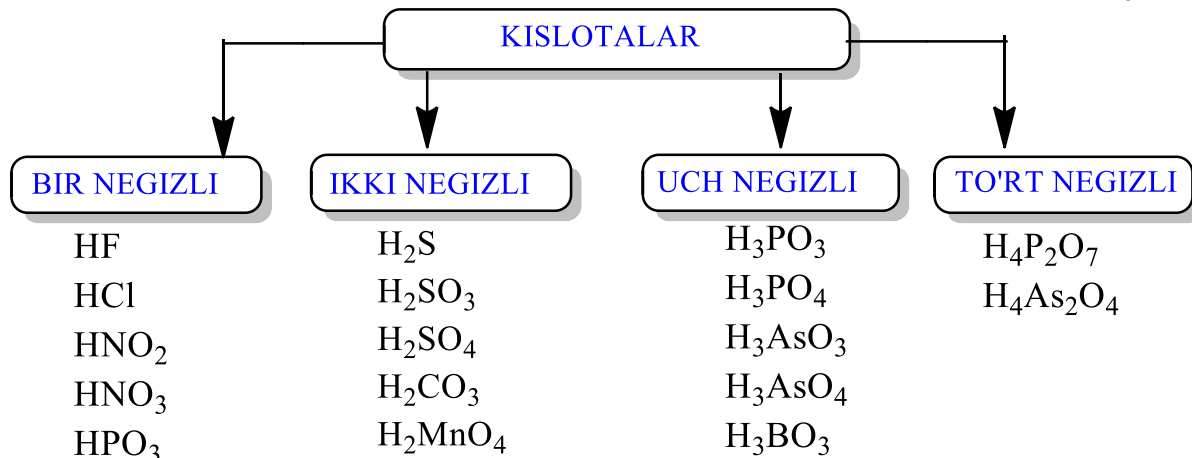 KISLOTALAR
BIR NEGIZLI
IKKI NEGIZLI
UCH NEGIZLI
TO'RT NEGIZLI
HF
HCl
HNO₂
HNO₃
HPO₃
H₂S
H₂SO₃
H₂SO₄
H₂CO₃
H₂MnO₄
H₃PO₃
H₃PO₄
H₃AsO₃
H₃AsO₄
H₃BO₃
H₄P₂O₇
H₄As₂O₄